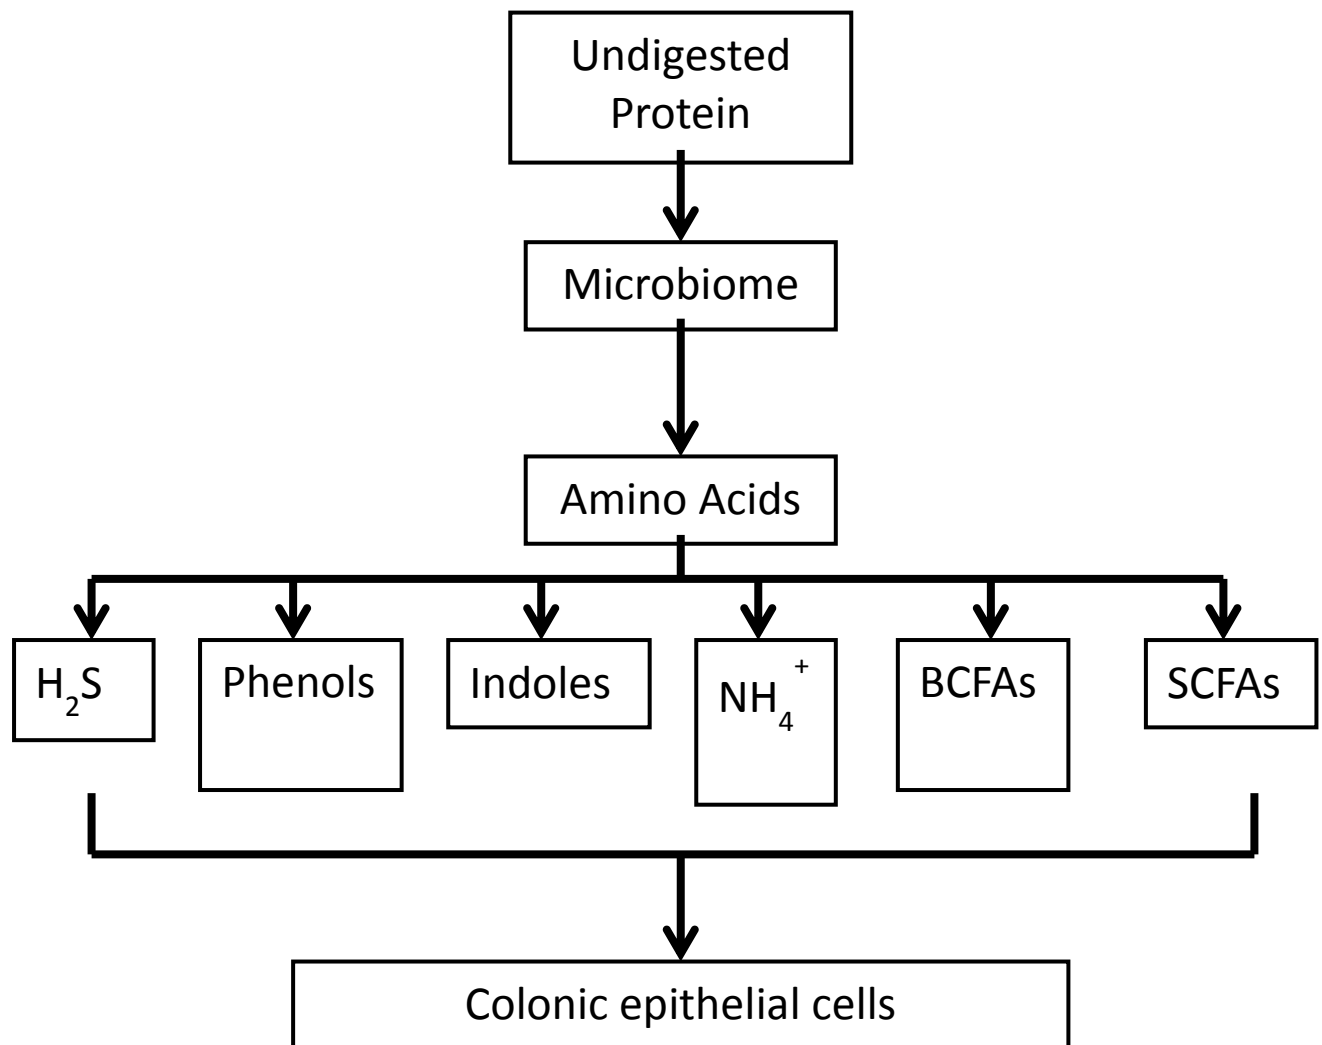 Undigested
Protein
Microbiome
Amino Acids
H₂S
Phenols
Indoles
NH₄⁺
BCFAs
SCFAs
Colonic epithelial cells